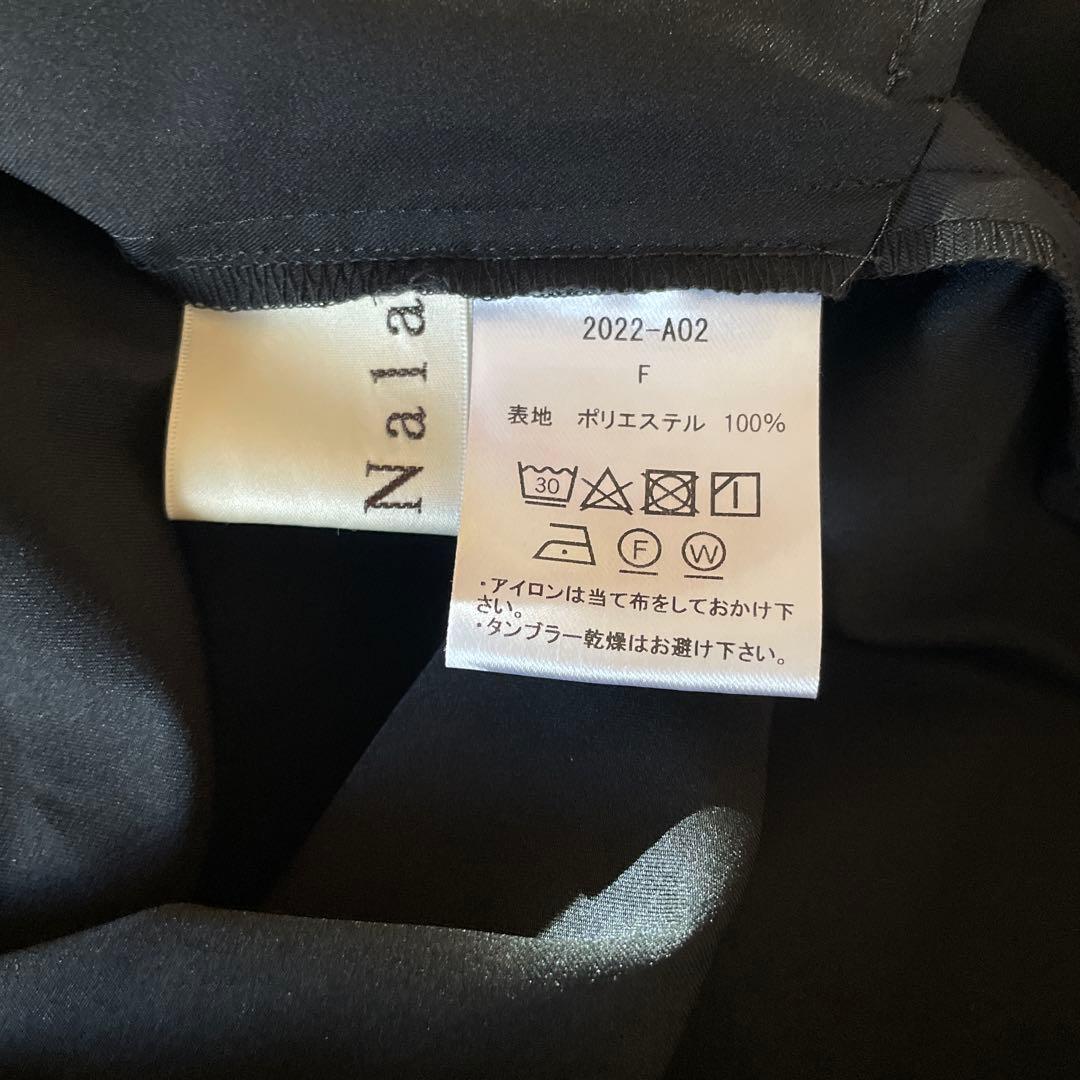 Nala
2022-A02
F
表地 ポリエステル 100%
30
F W
・アイロンは当て布をしておかけ下
さい。
・タンブラー乾燥はお避け下さい。